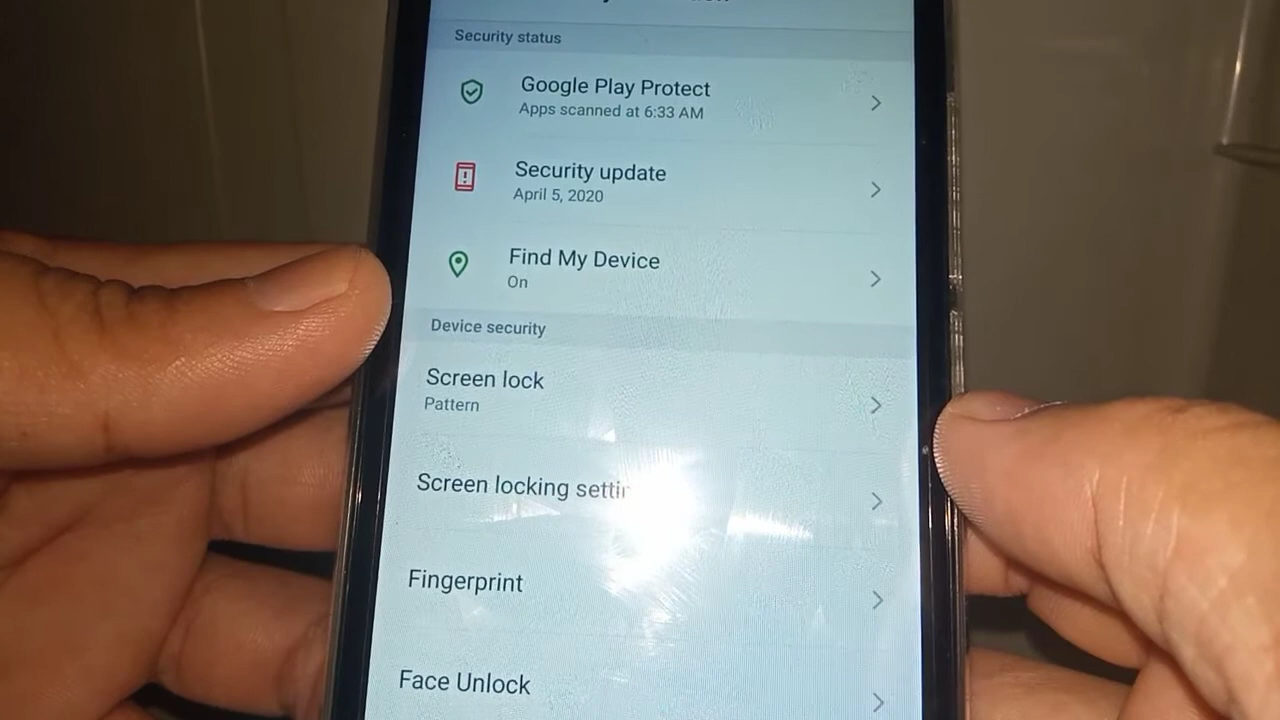 Security status
Google Play Protect
Apps scanned at 6:33 AM
Security update
April 5, 2020
Find My Device
On
Device security
Screen lock
Pattern
Screen locking
Fingerprint
Face Unlock